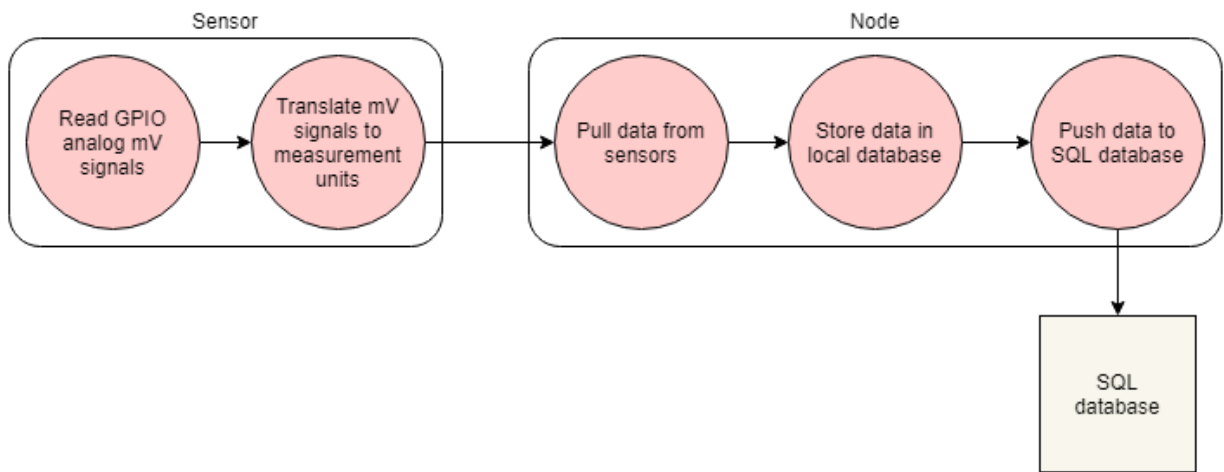 Sensor
Node
Read GPIO
analog mV
signals
Translate mV
signals to
measurement
units
Pull data from
sensors
Store data in
local database
Push data to
SQL database
SQL
database